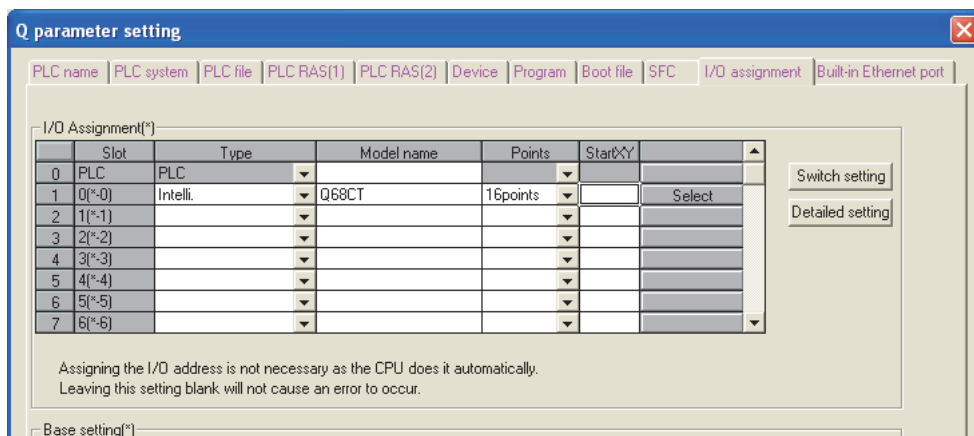 Q parameter setting
PLC name PLC system PLC file PLC RAS(1) PLC RAS(2) Device Program Boot file SFC I/O assignment Built-in Ethernet port
I/O Assignment(*)
Slot Type Model name Points StartXY
0 PLC PLC
1 0(*-0) Intelli. Q68CT 16points Select
2 1(*-1)
3 2(*-2)
4 3(*-3)
5 4(*-4)
6 5(*-5)
7 6(*-6)
Switch setting
Detailed setting
Assigning the I/O address is not necessary as the CPU does it automatically.
Leaving this setting blank will not cause an error to occur.
Base setting(*)